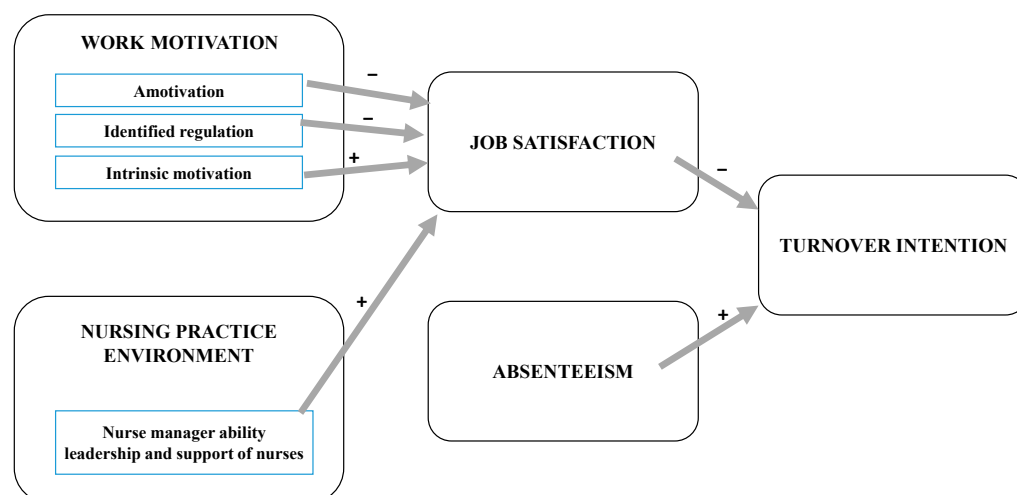 WORK MOTIVATION
Amotivation
Identified regulation
Intrinsic motivation
–
–
+
JOB SATISFACTION
–
TURNOVER INTENTION
NURSING PRACTICE
ENVIRONMENT
Nurse manager ability
leadership and support of nurses
+
ABSENTEEISM
+